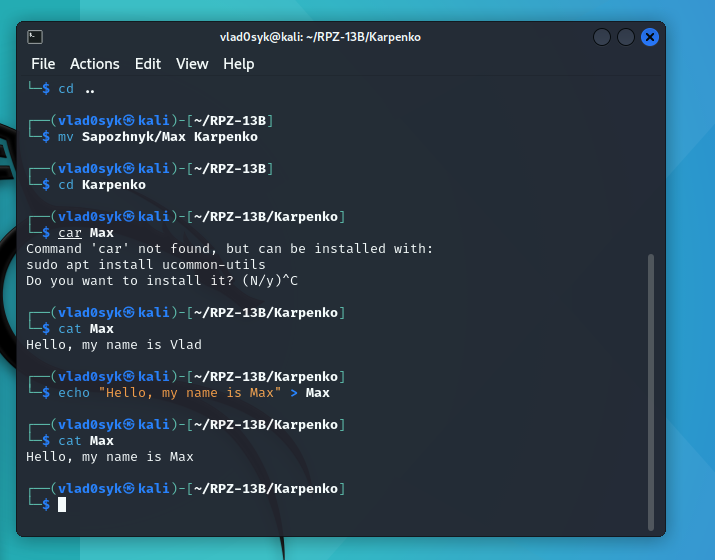 vlad0syk@kali: ~/RPZ-13B/Karpenko
File Actions Edit View Help
└─$ cd ..
┌──(vlad0syk㉿kali)-[~/RPZ-13B]
└─$ mv Sapozhnyk/Max Karpenko
┌──(vlad0syk㉿kali)-[~/RPZ-13B]
└─$ cd Karpenko
┌──(vlad0syk㉿kali)-[~/RPZ-13B/Karpenko]
└─$ car Max
Command 'car' not found, but can be installed with:
sudo apt install ucommon-utils
Do you want to install it? (N/y)^C
┌──(vlad0syk㉿kali)-[~/RPZ-13B/Karpenko]
└─$ cat Max
Hello, my name is Vlad
┌──(vlad0syk㉿kali)-[~/RPZ-13B/Karpenko]
└─$ echo "Hello, my name is Max" > Max
┌──(vlad0syk㉿kali)-[~/RPZ-13B/Karpenko]
└─$ cat Max
Hello, my name is Max
┌──(vlad0syk㉿kali)-[~/RPZ-13B/Karpenko]
└─$